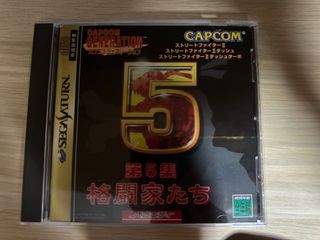 CAPCOM
GENERATION
CAPCOM
ストリートファイターⅡ
ストリートファイターⅡダッシュ
ストリートファイターⅡダッシュターボ
5
第5集
格闘家たち
SEGA SATURN